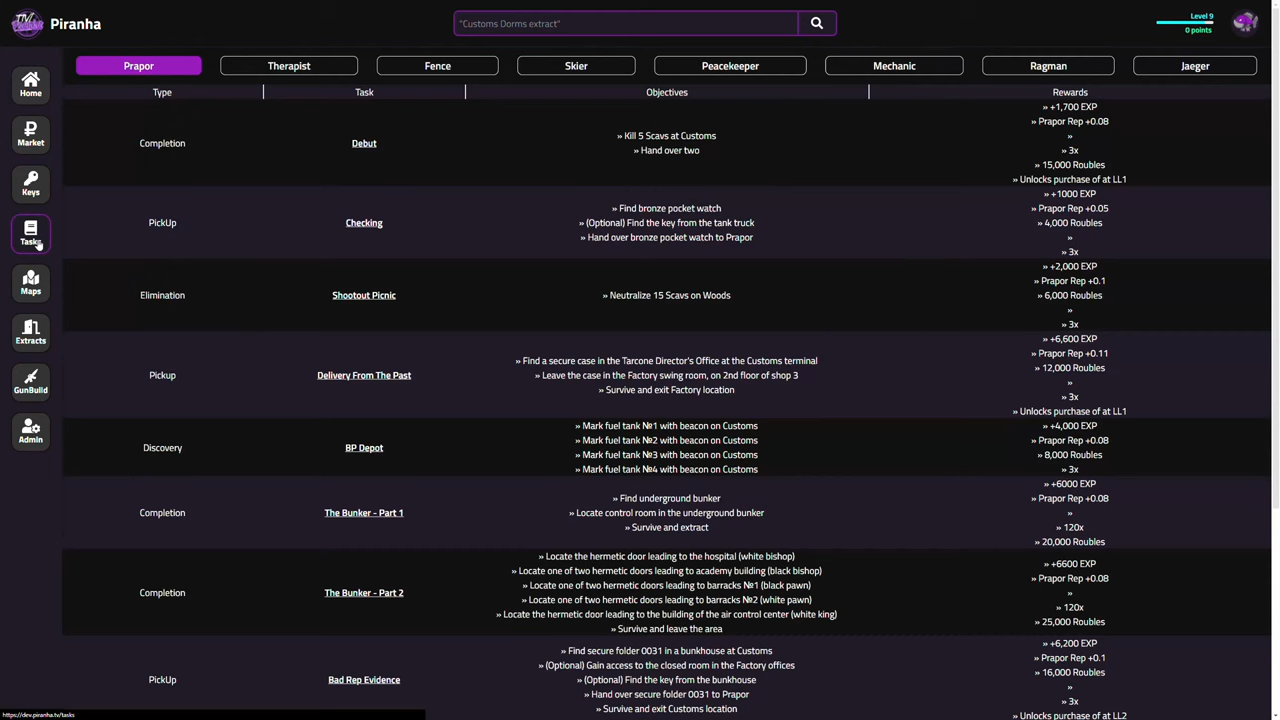 Piranha
"Customs Dorms extract"
Level 9
0 points
Home
Market
Keys
Tasks
Maps
Extracts
GunBuild
Admin
Prapor Therapist Fence Skier Peacekeeper Mechanic Ragman Jaeger
Type Task Objectives Rewards
Completion
Debut
» Kill 5 Scavs at Customs
» Hand over two
» +1,700 EXP
» Prapor Rep +0.08
»
» 3x
» 15,000 Roubles
» Unlocks purchase of at LL1
PickUp
Checking
» Find bronze pocket watch
» (Optional) Find the key from the tank truck
» Hand over bronze pocket watch to Prapor
» +1000 EXP
» Prapor Rep +0.05
» 4,000 Roubles
»
» 3x
Elimination
Shootout Picnic
» Neutralize 15 Scavs on Woods
» +2,000 EXP
» Prapor Rep +0.1
» 6,000 Roubles
»
» 3x
Pickup
Delivery From The Past
» Find a secure case in the Tarcone Director's Office at the Customs terminal
» Leave the case in the Factory swing room, on 2nd floor of shop 3
» Survive and exit Factory location
» +6,600 EXP
» Prapor Rep +0.11
» 12,000 Roubles
»
» 3x
» Unlocks purchase of at LL1
Discovery
BP Depot
» Mark fuel tank №1 with beacon on Customs
» Mark fuel tank №2 with beacon on Customs
» Mark fuel tank №3 with beacon on Customs
» Mark fuel tank №4 with beacon on Customs
» +4,000 EXP
» Prapor Rep +0.08
» 8,000 Roubles
» 3x
Completion
The Bunker - Part 1
» Find underground bunker
» Locate control room in the underground bunker
» Survive and extract
» +6000 EXP
» Prapor Rep +0.08
»
» 120x
» 20,000 Roubles
Completion
The Bunker - Part 2
» Locate the hermetic door leading to the hospital (white bishop)
» Locate one of two hermetic doors leading to academy building (black bishop)
» Locate one of two hermetic doors leading to barracks №1 (black pawn)
» Locate one of two hermetic doors leading to barracks №2 (white pawn)
» Locate the hermetic door leading to the building of the air control center (white king)
» Survive and leave the area
» +6600 EXP
» Prapor Rep +0.08
»
» 120x
» 25,000 Roubles
PickUp
Bad Rep Evidence
» Find secure folder 0031 in a bunkhouse at Customs
» (Optional) Gain access to the closed room in the Factory offices
» (Optional) Find the key from the bunkhouse
» Hand over secure folder 0031 to Prapor
» Survive and exit Customs location
» +6,200 EXP
» Prapor Rep +0.1
» 16,000 Roubles
»
» 3x
» Unlocks purchase of at LL2
https://dev.piranha.tv/tasks